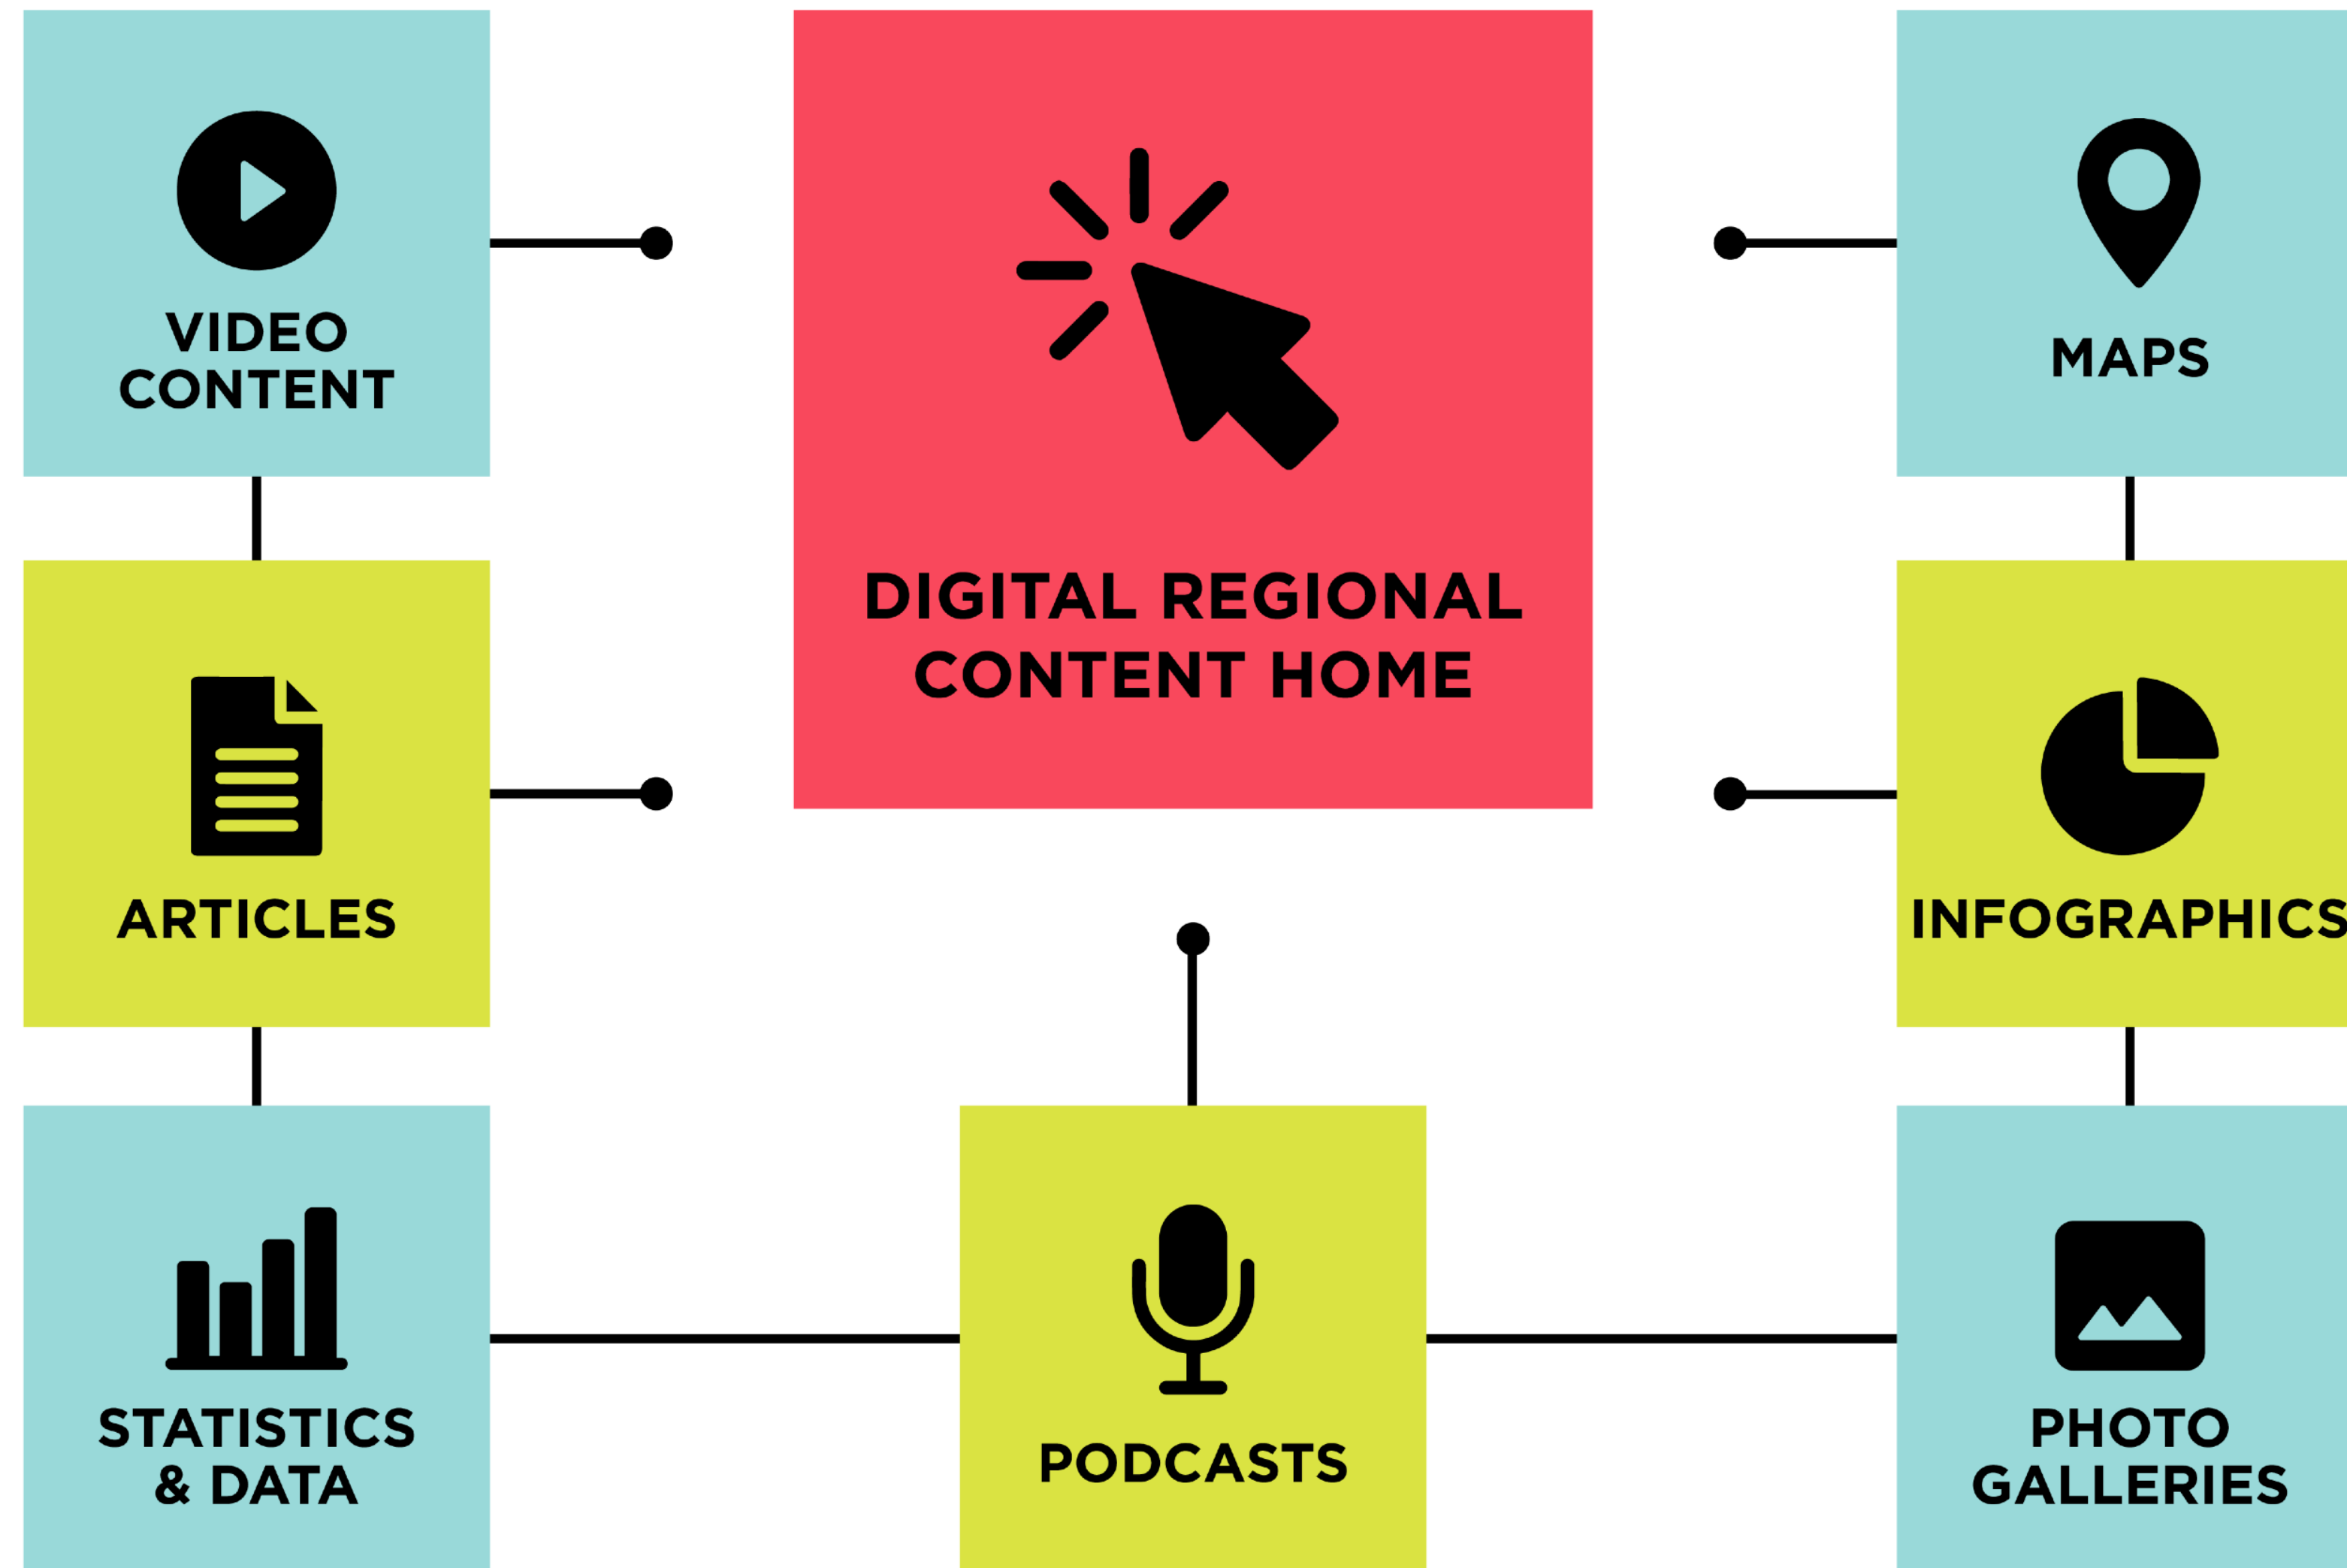 VIDEO
CONTENT
DIGITAL REGIONAL
CONTENT HOME
MAPS
ARTICLES
INFOGRAPHICS
STATISTICS
& DATA
PODCASTS
PHOTO
GALLERIES